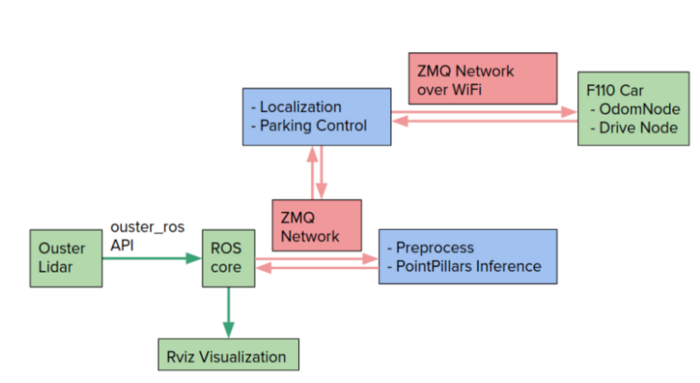 ZMQ Network
over WiFi
F110 Car
- OdomNode
- Drive Node
- Localization
- Parking Control
ZMQ
Network
ouster_ros
API
Ouster
Lidar
ROS
core
- Preprocess
- PointPillars Inference
Rviz Visualization